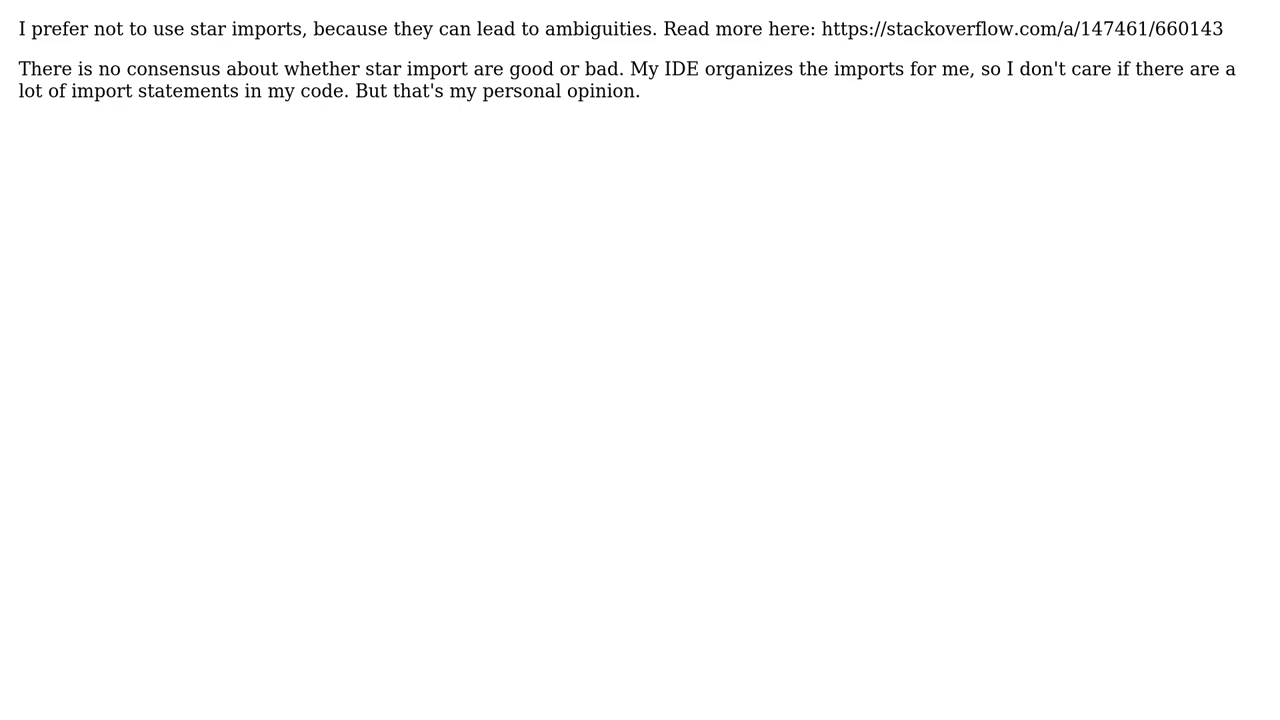 I prefer not to use star imports, because they can lead to ambiguities. Read more here: https://stackoverflow.com/a/147461/660143
There is no consensus about whether star import are good or bad. My IDE organizes the imports for me, so I don't care if there are a
lot of import statements in my code. But that's my personal opinion.